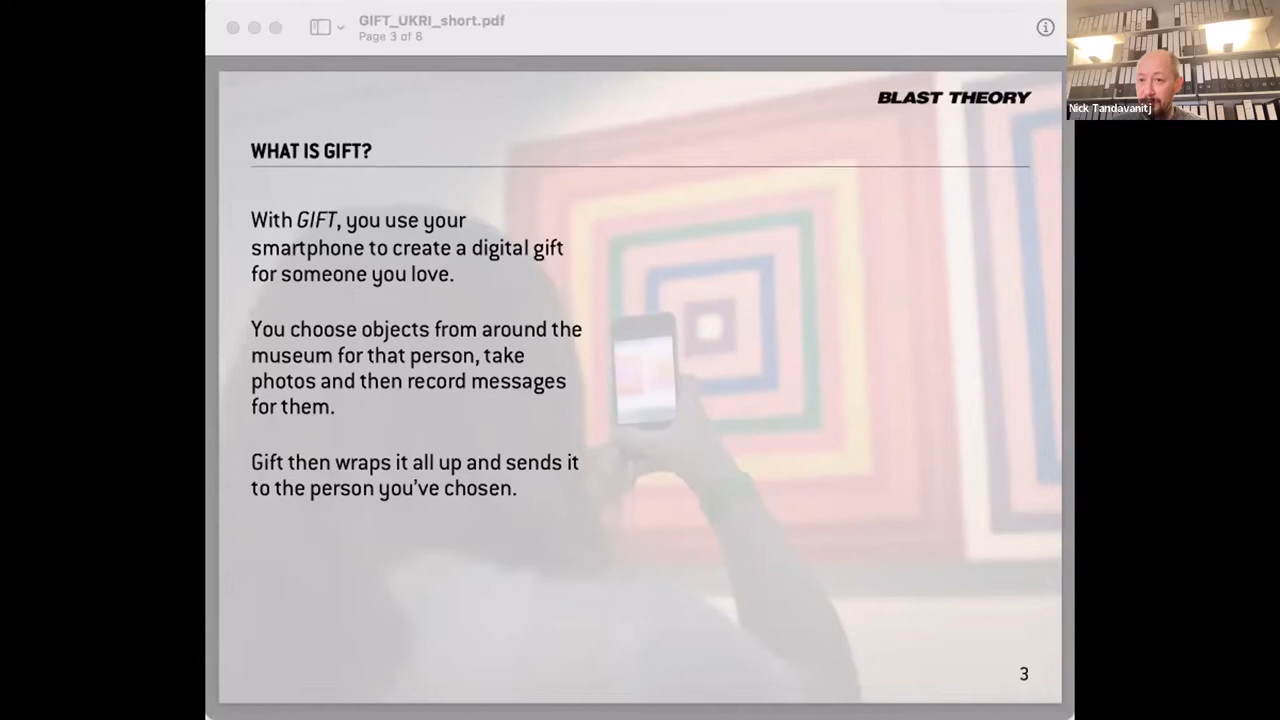 GIFT_UKRI_short.pdf
Page 3 of 8
Nick Tandavanitj
BLAST THEORY
WHAT IS GIFT?
With GIFT, you use your
smartphone to create a digital gift
for someone you love.
You choose objects from around the
museum for that person, take
photos and then record messages
for them.
Gift then wraps it all up and sends it
to the person you've chosen.
3